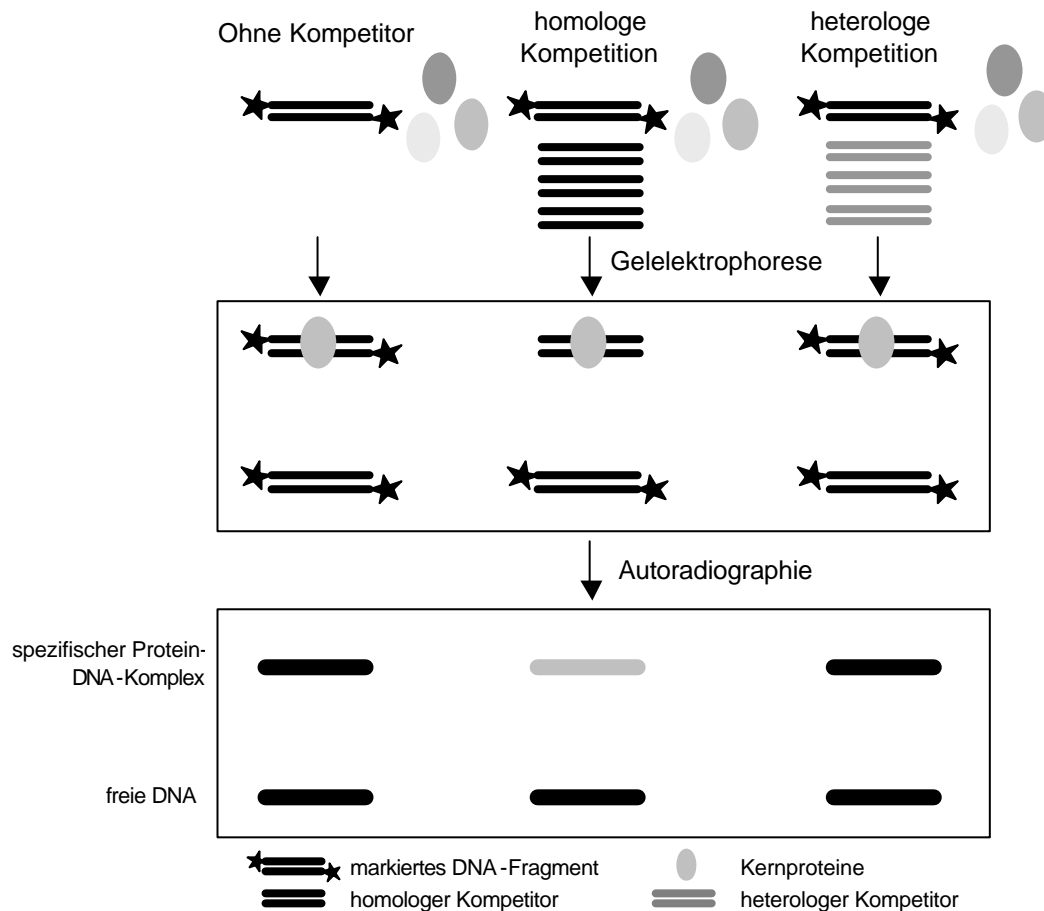 Ohne Kompetitor
homologe
Kompetition
heterologe
Kompetition
Gelelektrophorese
Autoradiographie
spezifischer Protein-
DNA-Komplex
freie DNA
markiertes DNA-Fragment
Kernproteine
homologer Kompetitor
heterologer Kompetitor